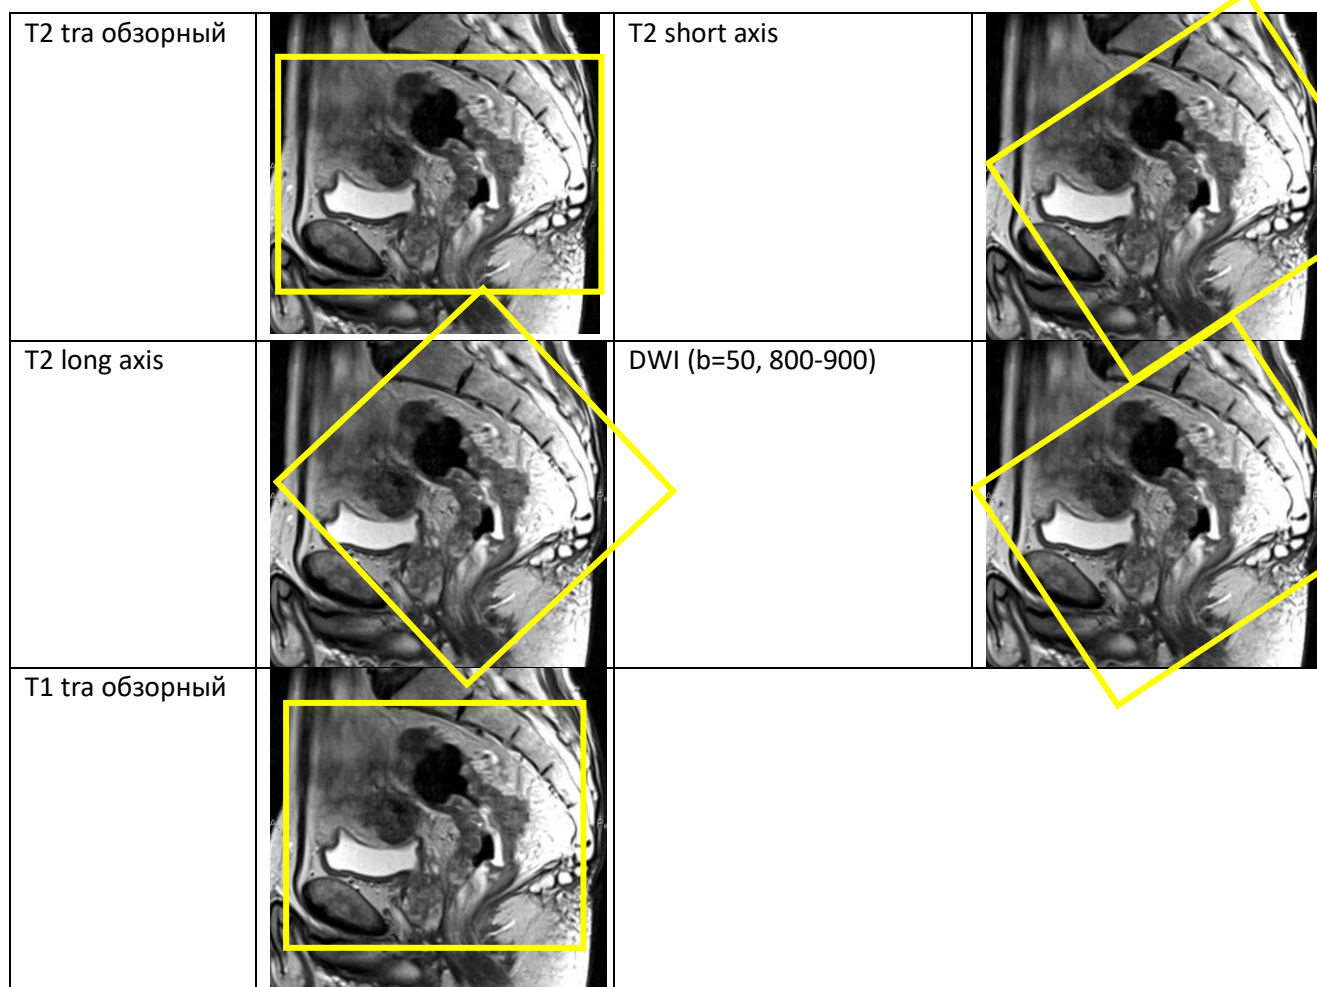 T2 tra обзорный
T2 short axis
T2 long axis
DWI (b=50, 800-900)
T1 tra обзорный